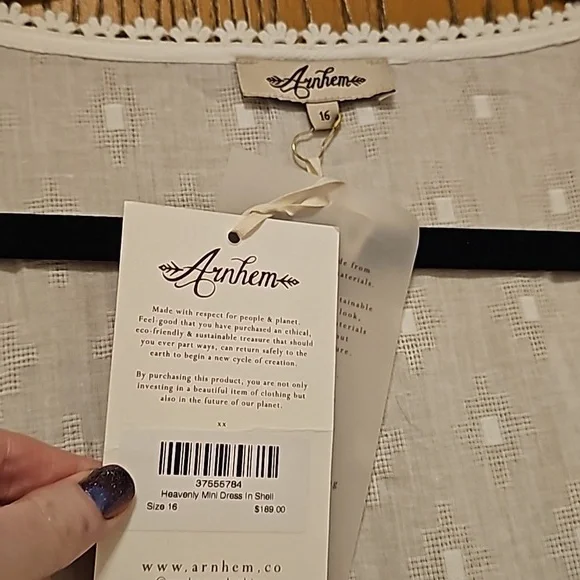 Arnhem
16
Arnhem
Made with respect for people & planet.
Feel-good that you have purchased an ethical,
eco-friendly & sustainable treasure that should
you ever part ways, can return safely to the
earth to begin a new cycle of creation.
By purchasing this product, you are not only
investing in a beautiful item of clothing but
also in the future of our planet.
xx
37555784
Heavenly Mini Dress In Shell
Size 16 $189.00
www.arnhem.co
from
look,